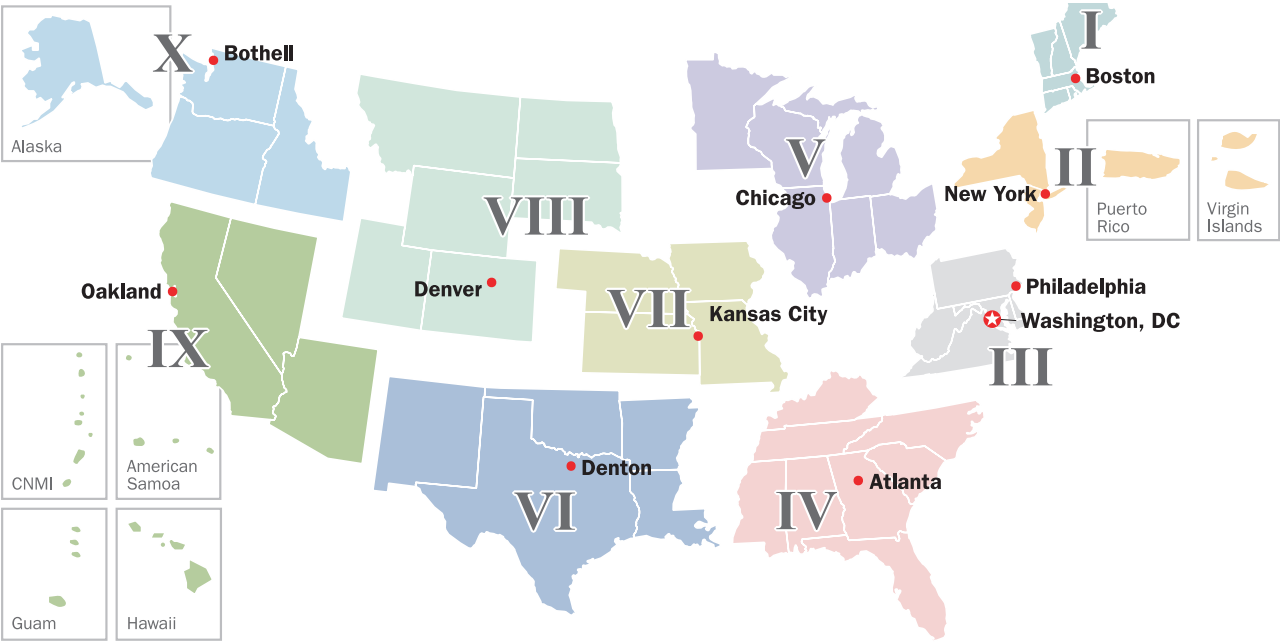 I
X
Bothell
Boston
Alaska
V
II
Chicago
New York
VIII
Puerto
Rico
Virgin
Islands
Denver
Philadelphia
Oakland
VII
Kansas City
Washington, DC
IX
III
CNMI
American
Samoa
Denton
Atlanta
VI
IV
Guam
Hawaii